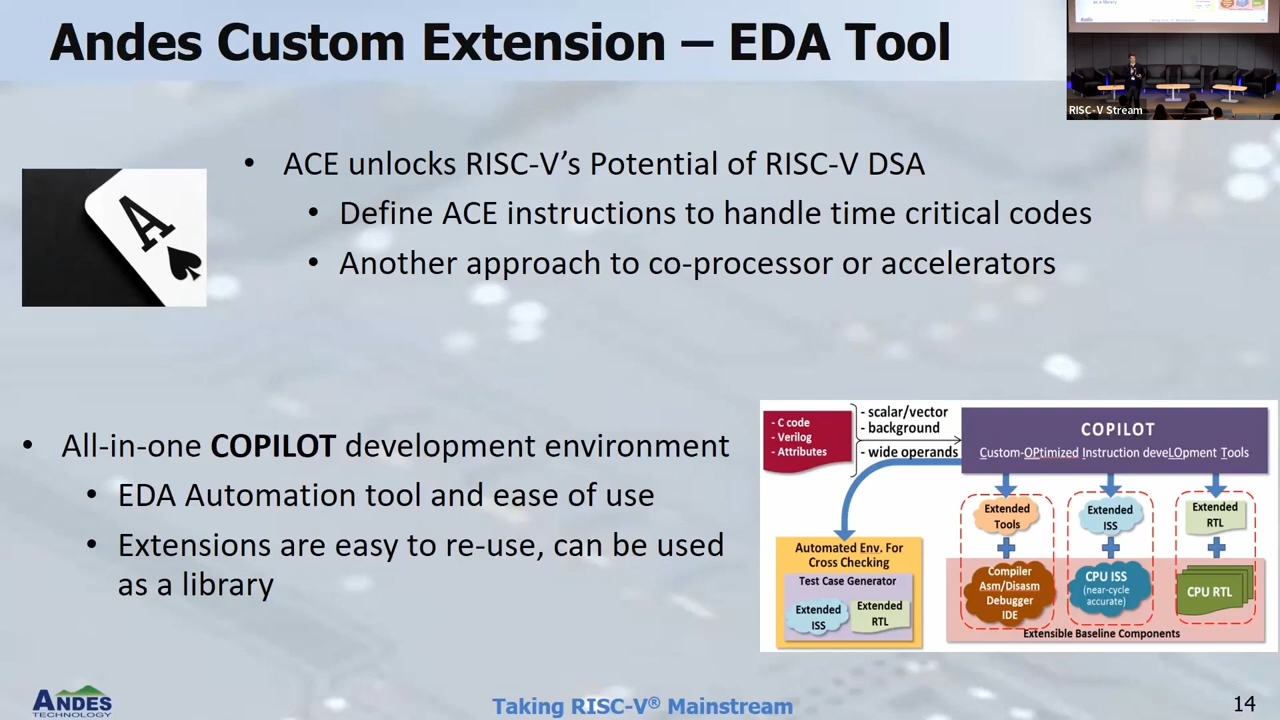 Andes Custom Extension – EDA Tool
RISC-V Stream
A
• ACE unlocks RISC-V's Potential of RISC-V DSA
• Define ACE instructions to handle time critical codes
• Another approach to co-processor or accelerators
• All-in-one COPILOT development environment
• EDA Automation tool and ease of use
• Extensions are easy to re-use, can be used
as a library
- C code
- Verilog
- Attributes
- scalar/vector
- background
- wide operands
COPILOT
Custom-OPtimized Instruction deveLOpment Tools
Extended
Tools
Extended
ISS
Extended
RTL
Compiler
Asm/Disasm
Debugger
IDE
CPU ISS
(near-cycle
accurate)
CPU RTL
Extensible Baseline Components
Automated Env. For
Cross Checking
Test Case Generator
Extended
ISS
Extended
RTL
ANDES
TECHNOLOGY
Taking RISC-V® Mainstream
14